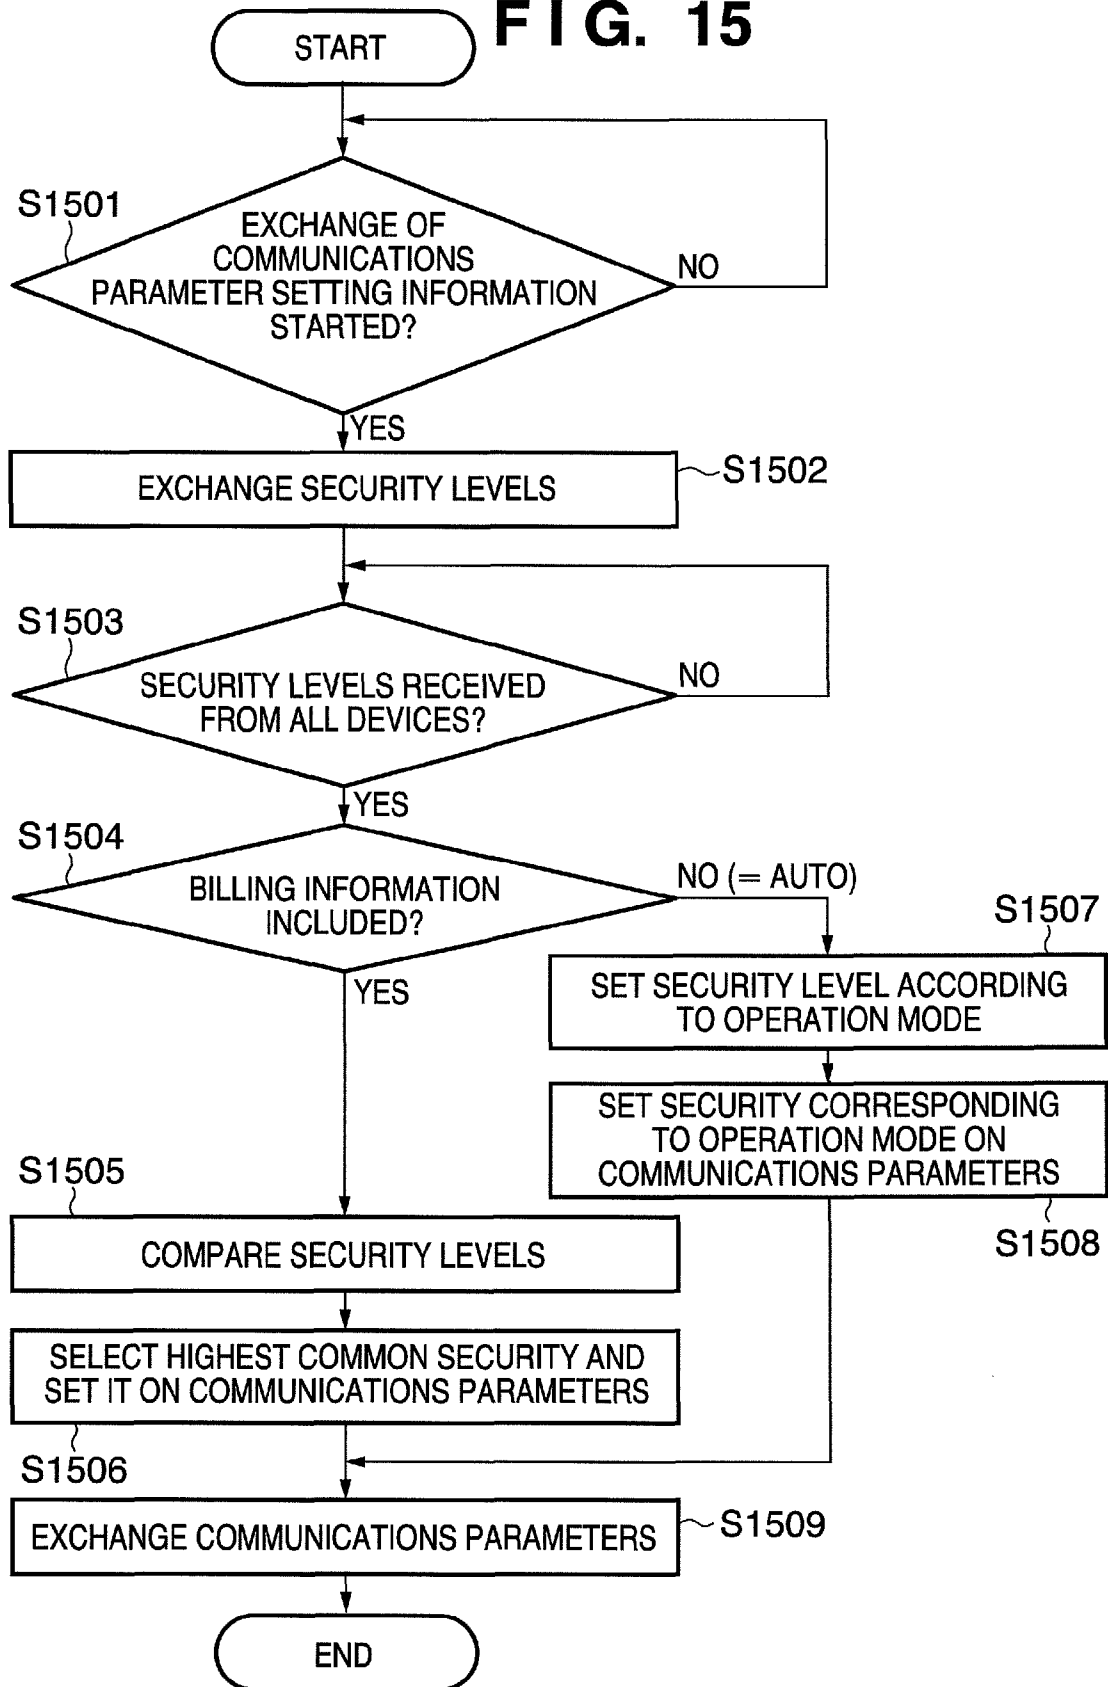 FIG. 15
START
S1501
EXCHANGE OF
COMMUNICATIONS
PARAMETER SETTING INFORMATION
STARTED?
NO
YES
EXCHANGE SECURITY LEVELS
S1502
S1503
SECURITY LEVELS RECEIVED
FROM ALL DEVICES?
NO
YES
S1504
BILLING INFORMATION
INCLUDED?
NO (= AUTO)
YES
S1507
SET SECURITY LEVEL ACCORDING
TO OPERATION MODE
SET SECURITY CORRESPONDING
TO OPERATION MODE ON
COMMUNICATIONS PARAMETERS
S1508
S1505
COMPARE SECURITY LEVELS
SELECT HIGHEST COMMON SECURITY AND
SET IT ON COMMUNICATIONS PARAMETERS
S1506
EXCHANGE COMMUNICATIONS PARAMETERS
S1509
END